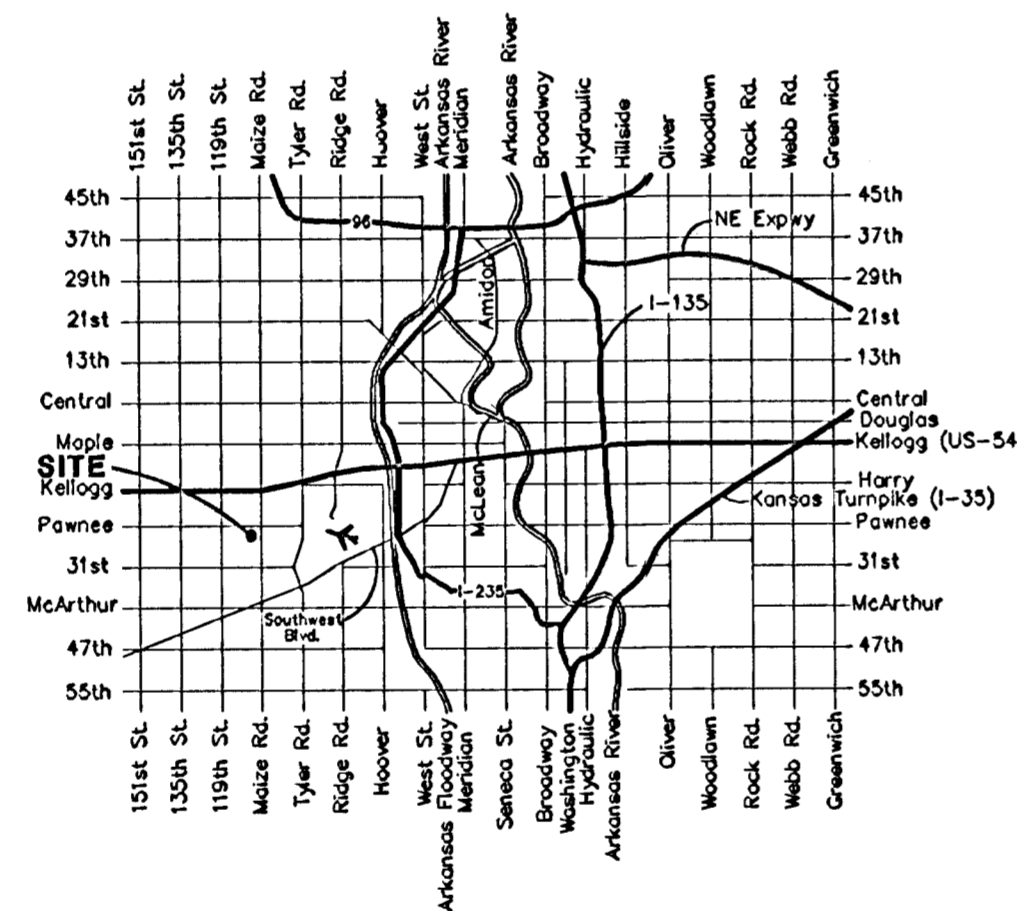 151st St.
135th St.
119th St.
Maize Rd.
Tyler Rd.
Ridge Rd.
Hoover
West St.
Arkansas River
Meridian
Arkansas River
Broadway
Hydraulic
Hillside
Oliver
Woodlawn
Rock Rd.
Webb Rd.
Greenwich
45th
37th
29th
21st
13th
Central
Maple
SITE
Kellogg
Pawnee
31st
McArthur
47th
55th
96
Amidon
NE Expwy
I-135
McLean
Southwest
Blvd.
I-235
Kansas Turnpike (I-35)
45th
37th
29th
21st
13th
Central
Douglas
Kellogg (US-54
Harry
Pawnee
31st
McArthur
47th
55th
151st St.
135th St.
119th St.
Maize Rd.
Tyler Rd.
Ridge Rd.
Hoover
West St.
Arkansas Floodway
Meridian
Seneca St.
Broadway
Washington
Hydraulic
Arkansas River
Oliver
Woodlawn
Rock Rd.
Webb Rd.
Greenwich